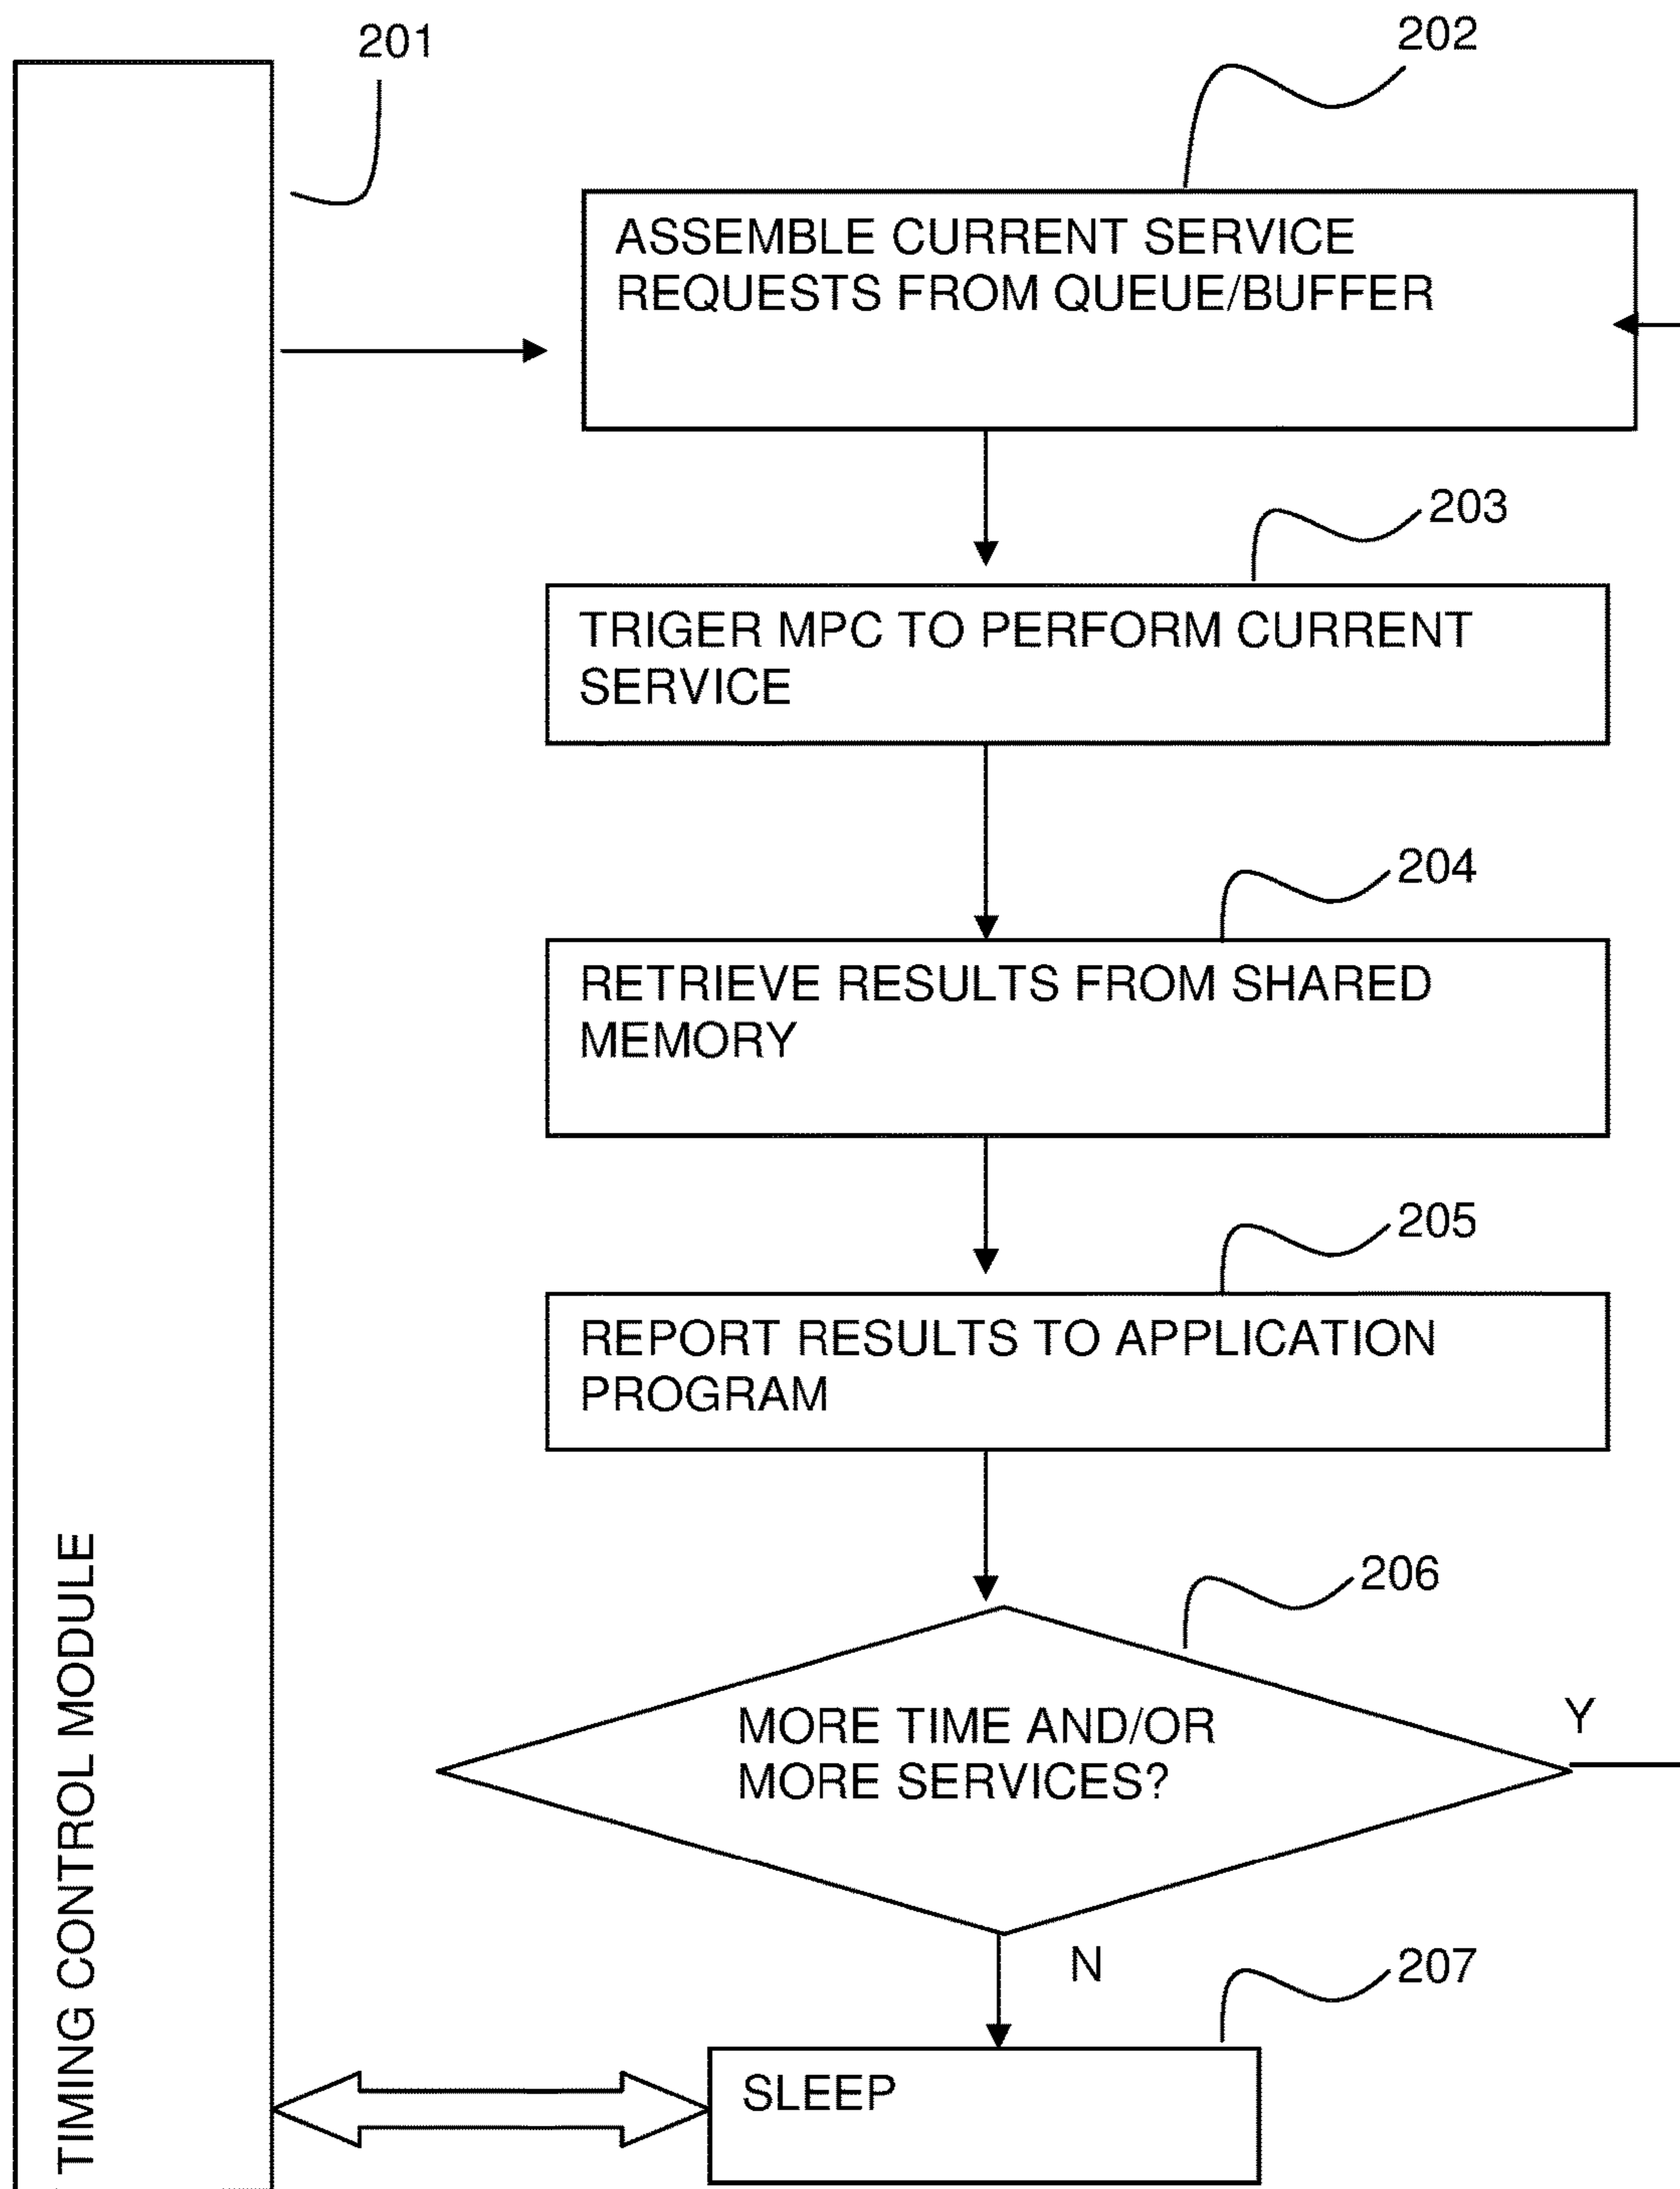 201
202
ASSEMBLE CURRENT SERVICE
REQUESTS FROM QUEUE/BUFFER
203
TRIGER MPC TO PERFORM CURRENT
SERVICE
204
RETRIEVE RESULTS FROM SHARED
MEMORY
205
REPORT RESULTS TO APPLICATION
PROGRAM
206
MORE TIME AND/OR
MORE SERVICES?
Y
N
207
SLEEP
TIMING CONTROL MODULE